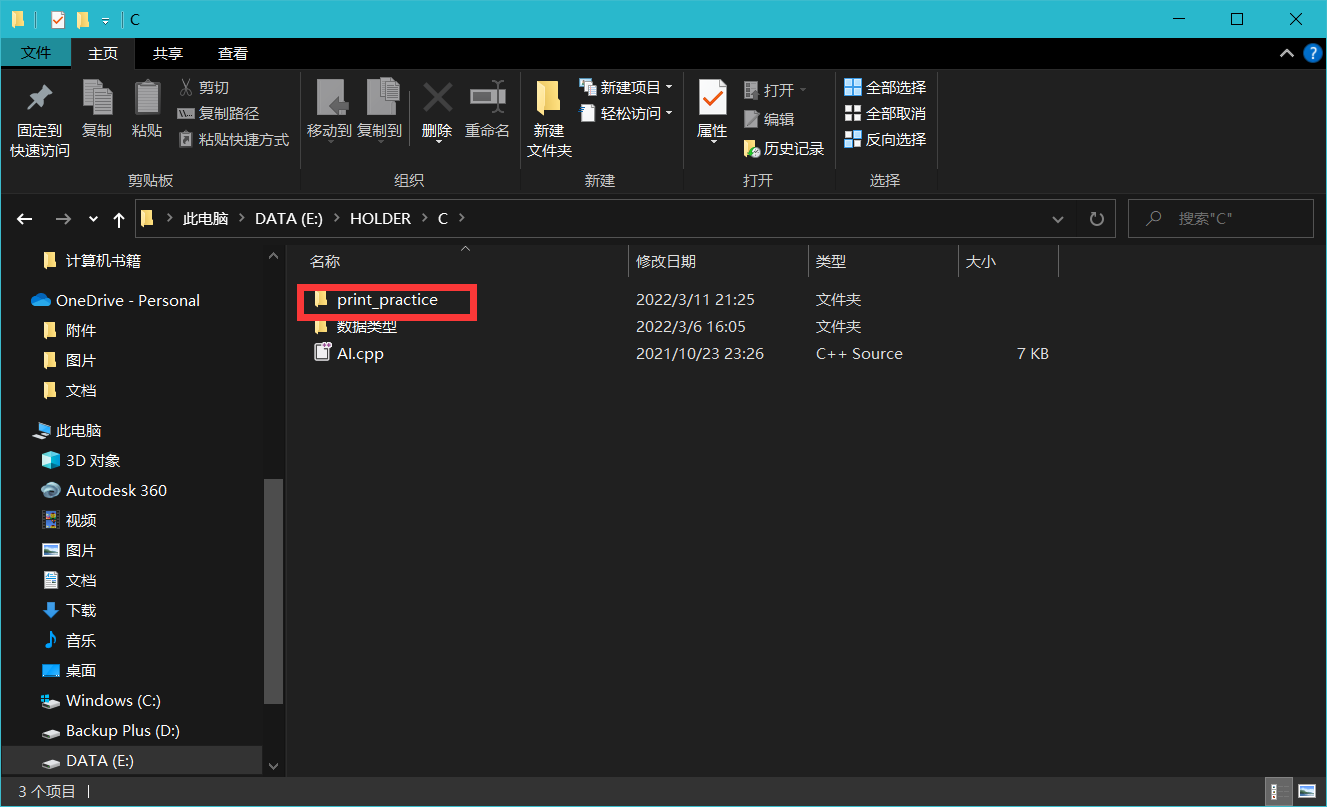 C
文件 主页 共享 查看
固定到
快速访问
复制
粘贴
剪切
复制路径
粘贴快捷方式
移动到 复制到 删除 重命名
新建
文件夹
新建项目
轻松访问
属性
打开
编辑
历史记录
全部选择
全部取消
反向选择
剪贴板 组织 新建 打开 选择
此电脑 DATA (E:) HOLDER C
搜索"C"
计算机书籍
OneDrive - Personal
附件
图片
文档
此电脑
3D 对象
Autodesk 360
视频
图片
文档
下载
音乐
桌面
Windows (C:)
Backup Plus (D:)
DATA (E:)
名称 修改日期 类型 大小
print_practice 2022/3/11 21:25 文件夹
数据类型 2022/3/6 16:05 文件夹
AI.cpp 2021/10/23 23:26 C++ Source 7 KB
3 个项目